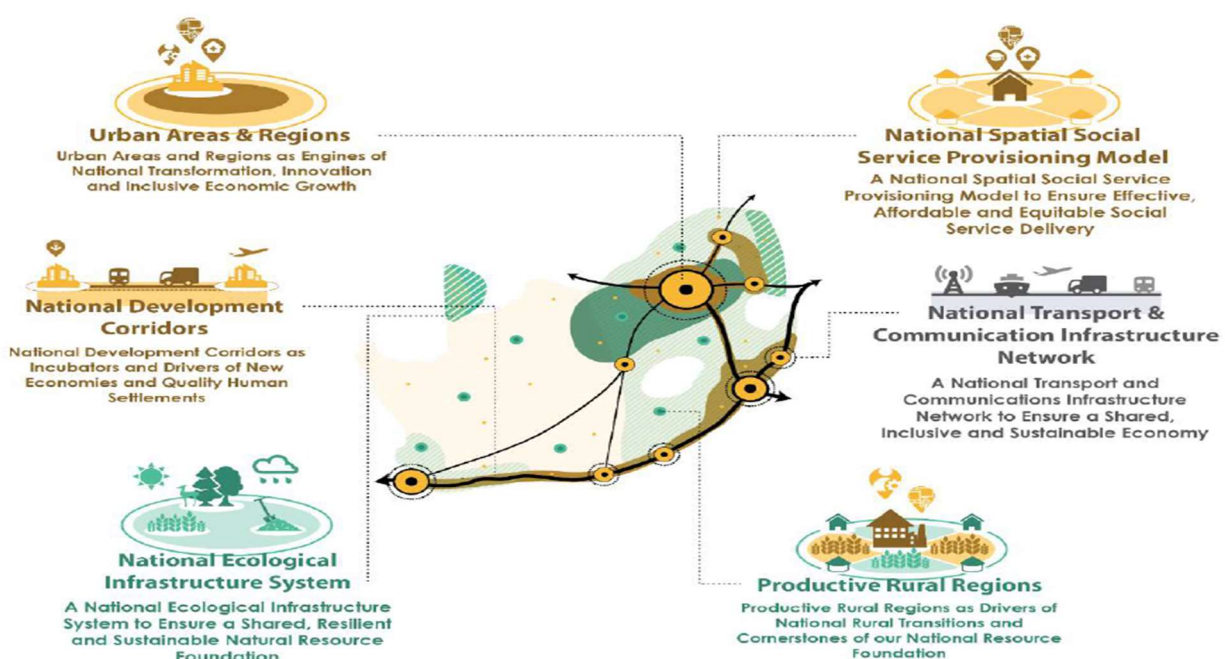 Urban Areas & Regions
Urban Areas and Regions as Engines of
National Transformation, Innovation
and Inclusive Economic Growth
National Spatial Social
Service Provisioning Model
A National Spatial Social Service
Provisioning Model to Ensure Effective,
Affordable and Equitable Social
Service Delivery
National Development
Corridors
National Development Corridors as
Incubators and Drivers of New
Economies and Quality Human
Settlements
National Transport &
Communication Infrastructure
Network
A National Transport and
Communications Infrastructure
Network to Ensure a Shared,
Inclusive and Sustainable Economy
National Ecological
Infrastructure System
A National Ecological Infrastructure
System to Ensure a Shared, Resilient
and Sustainable Natural Resource
Foundation
Productive Rural Regions
Productive Rural Regions as Drivers of
National Rural Transitions and
Cornerstones of our National Resource
Foundation